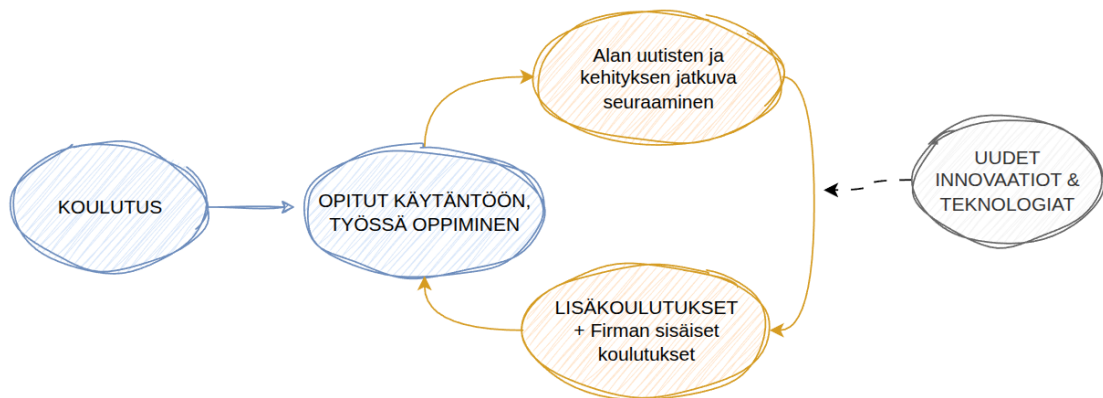 KOULUTUS
OPITUT KÄYTÄNTÖÖN,
TYÖSSÄ OPPIMINEN
Alan uutisten ja
kehityksen jatkuva
seuraaminen
LISÄKOULUTUKSET
+ Firman sisäiset
koulutukset
UUDET
INNOVAATIOT &
TEKNOLOGIAT